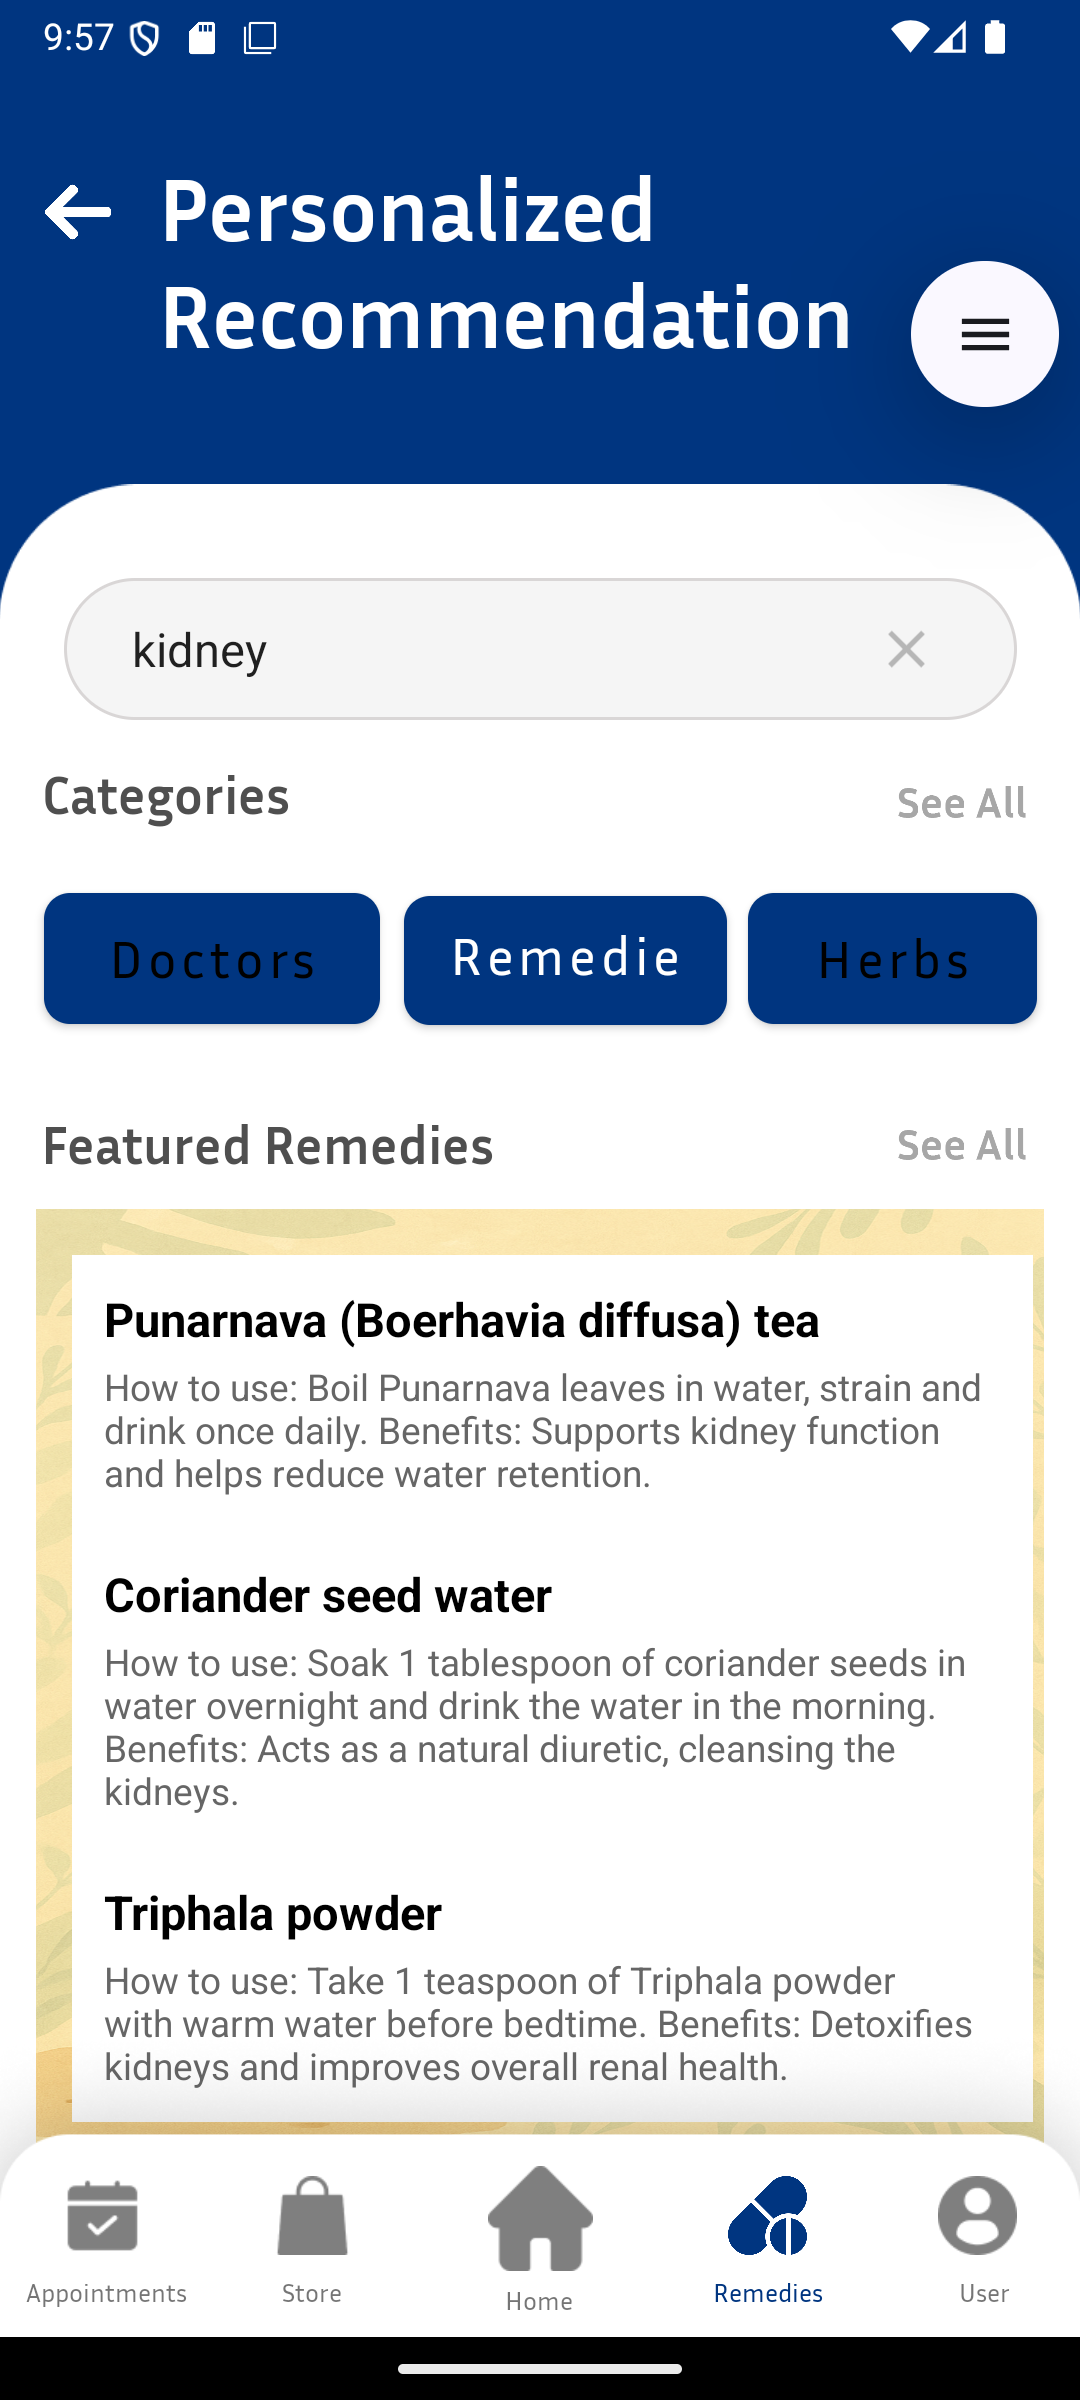 9:57
Personalized
Recommendation
kidney
Categories
See All
Doctors
Remedie
Herbs
Featured Remedies
See All
Punarnava (Boerhavia diffusa) tea
How to use: Boil Punarnava leaves in water, strain and
drink once daily. Benefits: Supports kidney function
and helps reduce water retention.
Coriander seed water
How to use: Soak 1 tablespoon of coriander seeds in
water overnight and drink the water in the morning.
Benefits: Acts as a natural diuretic, cleansing the
kidneys.
Triphala powder
How to use: Take 1 teaspoon of Triphala powder
with warm water before bedtime. Benefits: Detoxifies
kidneys and improves overall renal health.
Appointments
Store
Home
Remedies
User